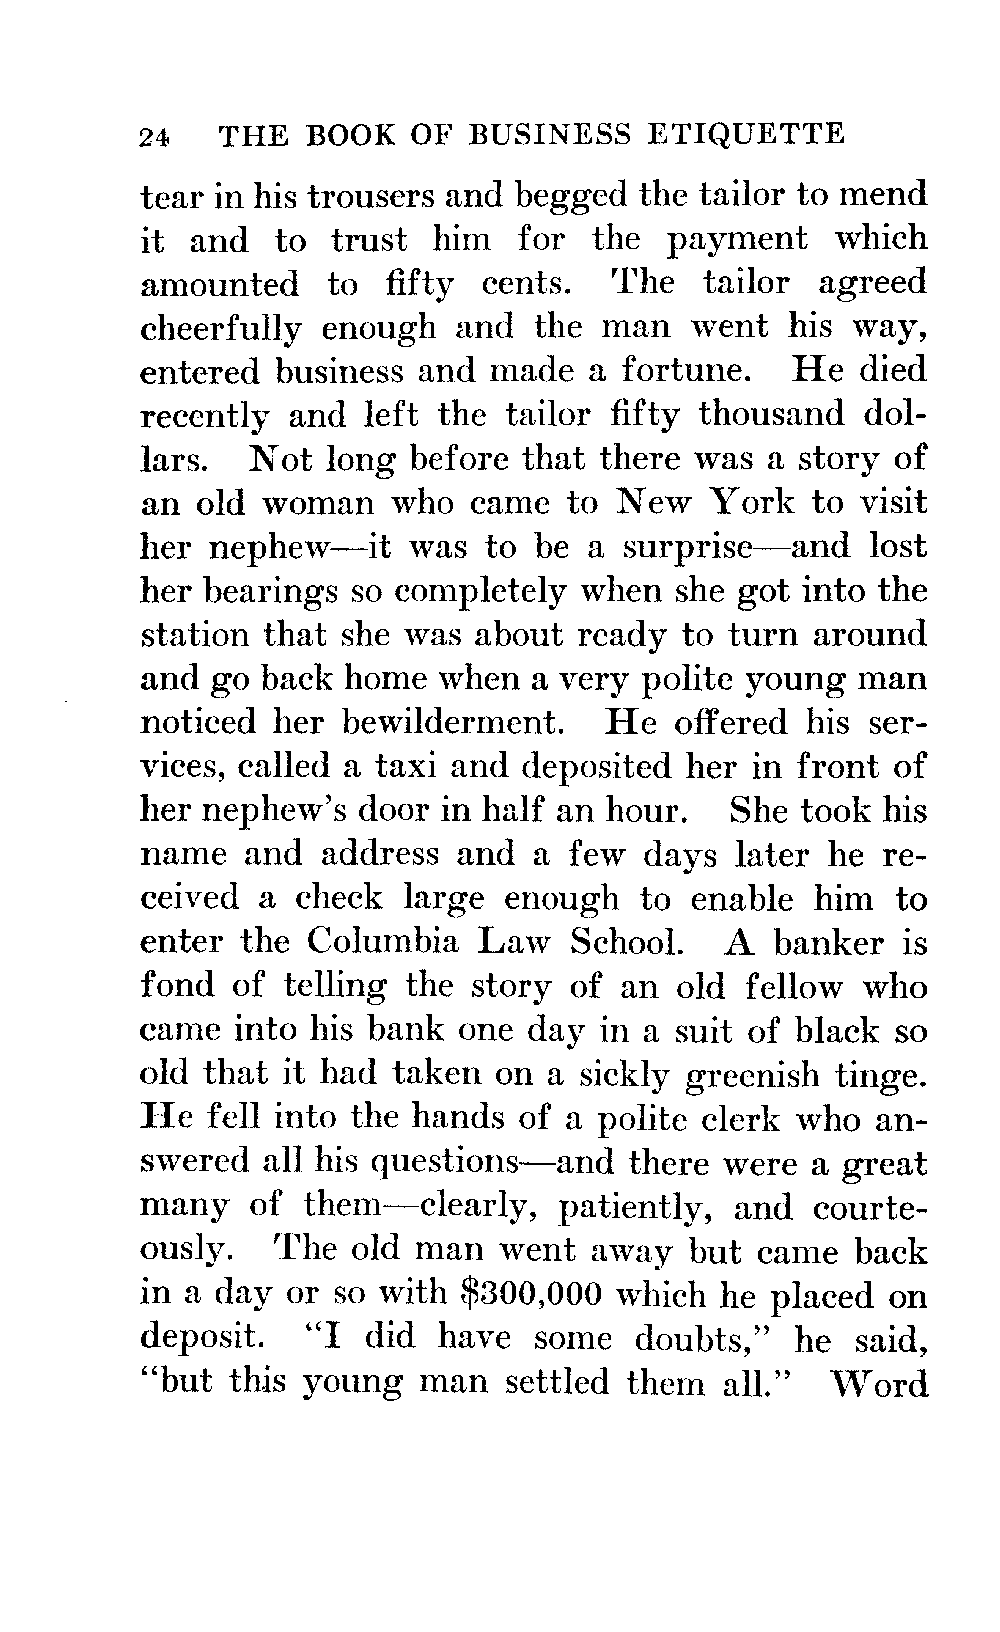 24 THE BOOK OF BUSINESS ETIQUETTE
tear in his trousers and begged the tailor to mend
it and to trust him for the payment which
amounted to fifty cents. The tailor agreed
cheerfully enough and the man went his way,
entered business and made a fortune. He died
recently and left the tailor fifty thousand dol-
lars. Not long before that there was a story of
an old woman who came to New York to visit
her nephew—it was to be a surprise—and lost
her bearings so completely when she got into the
station that she was about ready to turn around
and go back home when a very polite young man
noticed her bewilderment. He offered his ser-
vices, called a taxi and deposited her in front of
her nephew's door in half an hour. She took his
name and address and a few days later he re-
ceived a check large enough to enable him to
enter the Columbia Law School. A banker is
fond of telling the story of an old fellow who
came into his bank one day in a suit of black so
old that it had taken on a sickly greenish tinge.
He fell into the hands of a polite clerk who an-
swered all his questions—and there were a great
many of them—clearly, patiently, and courte-
ously. The old man went away but came back
in a day or so with $300,000 which he placed on
deposit. "I did have some doubts," he said,
"but this young man settled them all." Word